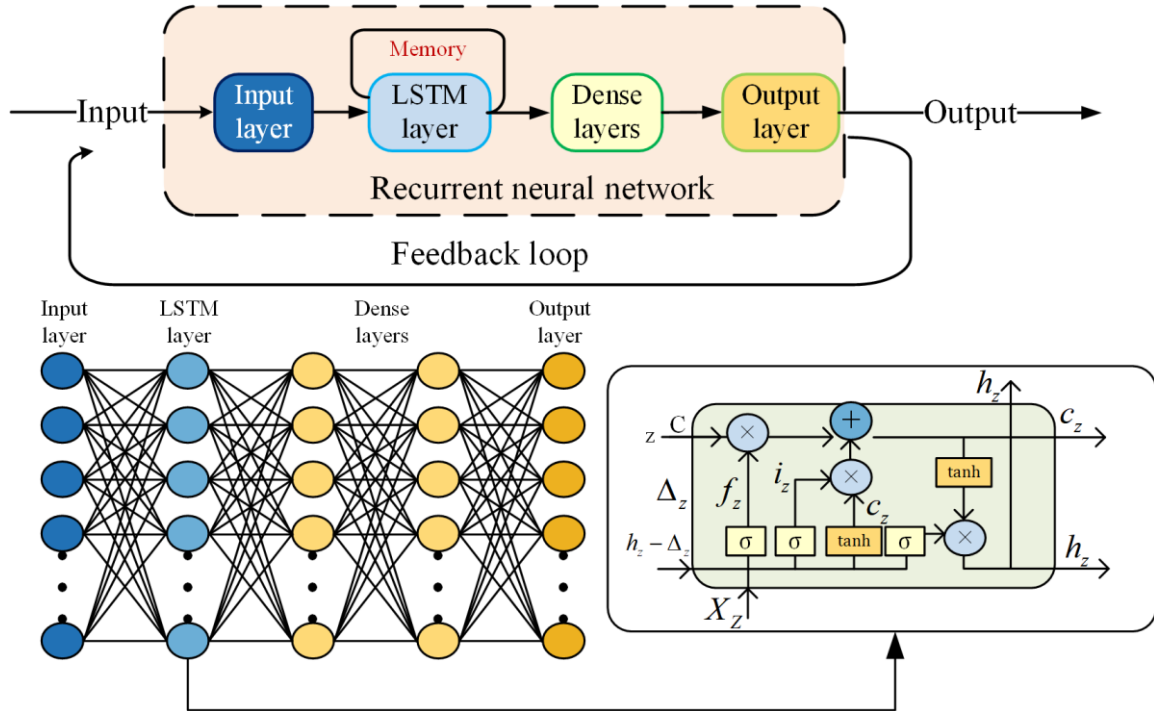 Memory
Input
Input
layer
LSTM
layer
Dense
layers
Output
layer
Output
Recurrent neural network
Feedback loop
Input
layer
LSTM
layer
Dense
layers
Output
layer
h_z
z C
×
+
c_z
Δ_z
f_z
i_z
×
c_z
tanh
h_z − Δ_z
σ
σ
tanh
σ
×
h_z
X_Z